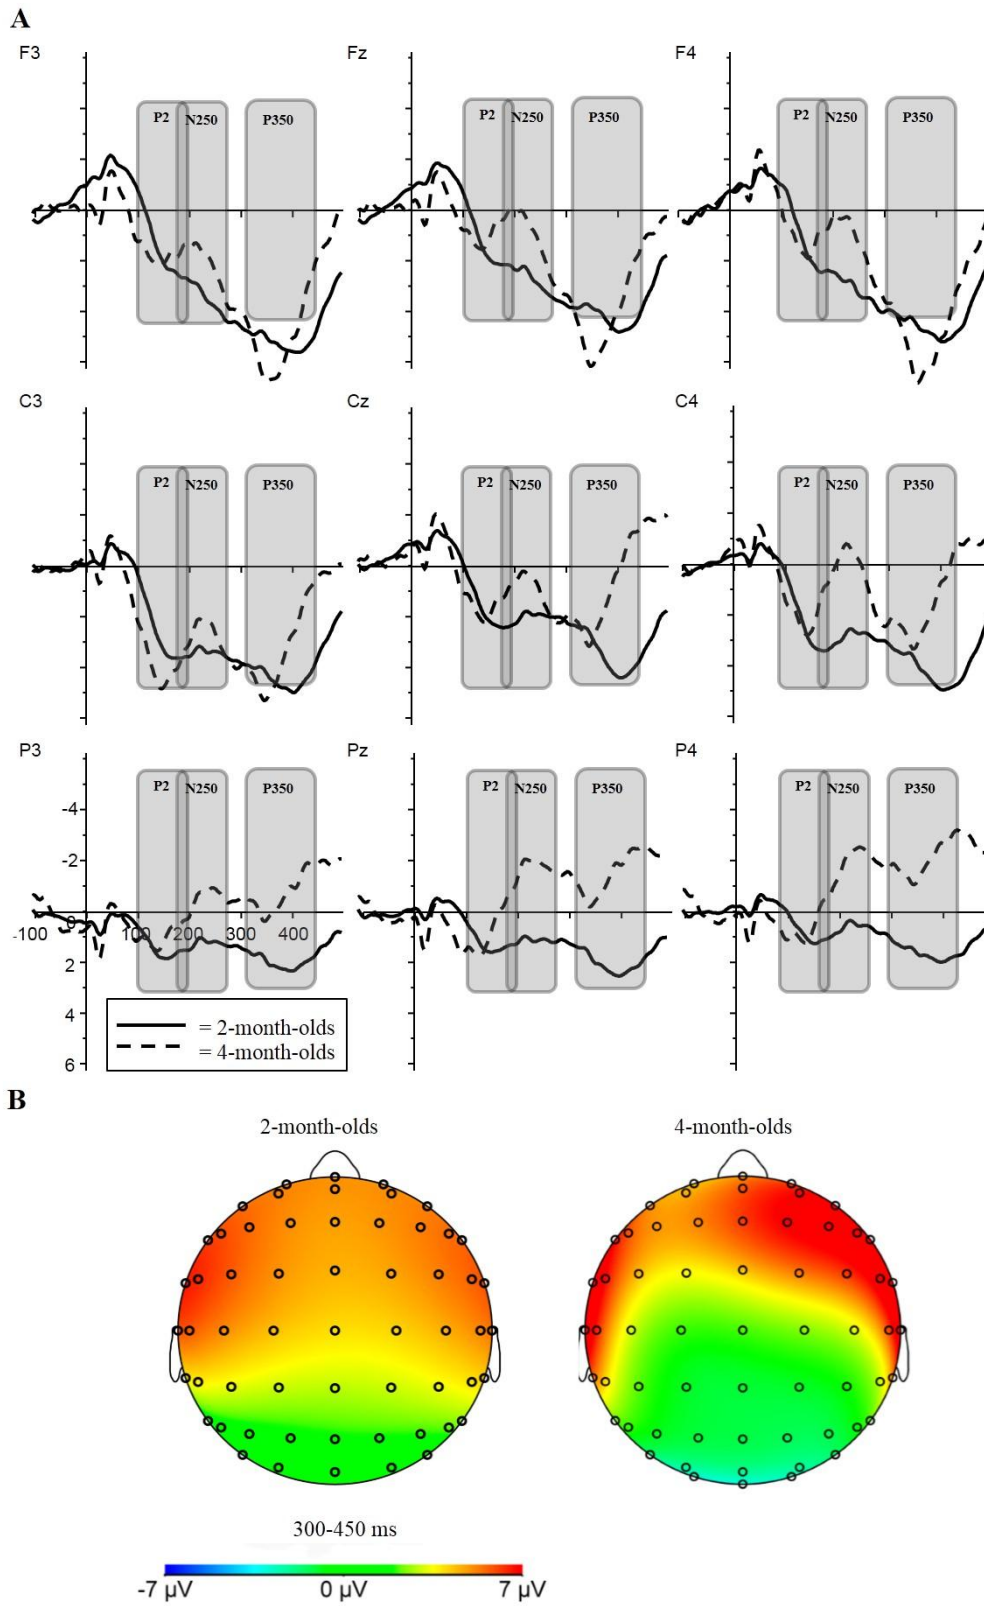 A
F3 Fz F4
P2 N250 P350 P2 N250 P350 P2 N250 P350
C3 Cz C4
P2 N250 P350 P2 N250 P350 P2 N250 P350
P3 Pz P4
P2 N250 P350 P2 N250 P350 P2 N250 P350
-4
-2
0
-100 100 200 300 400
2
4
6
= 2-month-olds
= 4-month-olds
B
2-month-olds 4-month-olds
300-450 ms
-7 µV 0 µV 7 µV